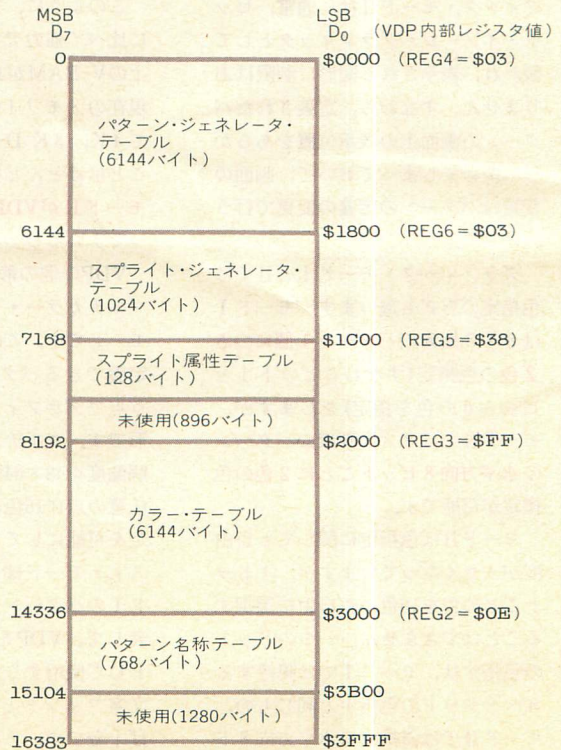 MSB
D7
LSB
D0
(VDP内部レジスタ値)
0
$0000 (REG4=$03)
パターン・ジェネレータ・
テーブル
(6144バイト)
6144
$1800 (REG6=$03)
スプライト・ジェネレータ・
テーブル
(1024バイト)
7168
$1C00 (REG5=$38)
スプライト属性テーブル
(128バイト)
未使用(896バイト)
8192
$2000 (REG3=$FF)
カラー・テーブル
(6144バイト)
14336
$3000 (REG2=$0E)
パターン名称テーブル
(768バイト)
15104
$3B00
未使用(1280バイト)
16383
$3FFF